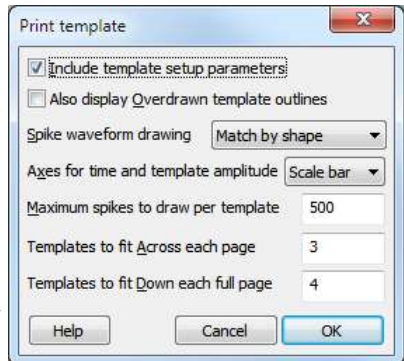 Print template
Include template setup parameters
Also display Overdrawn template outlines
Spike waveform drawing Match by shape
Axes for time and template amplitude Scale bar
Maximum spikes to draw per template 500
Templates to fit Across each page 3
Templates to fit Down each full page 4
Help Cancel OK